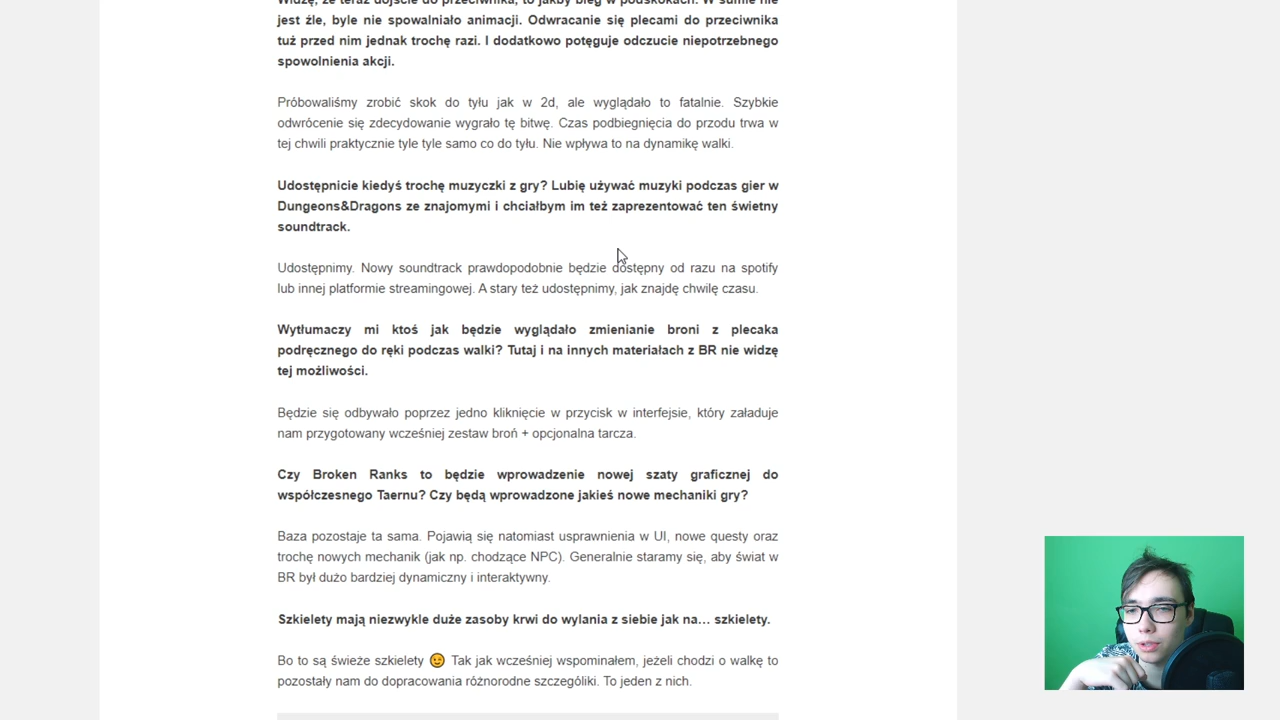 Widzę, że teraz dojście do przeciwnika, to jakby bieg w podskokach. W sumie nie
jest źle, byle nie spowalniało animacji. Odwracanie się plecami do przeciwnika
tuż przed nim jednak trochę razi. I dodatkowo potęguje odczucie niepotrzebnego
spowolnienia akcji.
Próbowaliśmy zrobić skok do tyłu jak w 2d, ale wyglądało to fatalnie. Szybkie
odwrócenie się zdecydowanie wygrało tę bitwę. Czas podbiegnięcia do przodu trwa w
tej chwili praktycznie tyle tyle samo co do tyłu. Nie wpływa to na dynamikę walki.
Udostępnicie kiedyś trochę muzyczki z gry? Lubię używać muzyki podczas gier w
Dungeons&Dragons ze znajomymi i chciałbym im też zaprezentować ten świetny
soundtrack.
Udostępnimy. Nowy soundtrack prawdopodobnie będzie dostępny od razu na spotify
lub innej platformie streamingowej. A stary też udostępnimy, jak znajdę chwilę czasu.
Wytłumaczy mi ktoś jak będzie wyglądało zmienianie broni z plecaka
podręcznego do ręki podczas walki? Tutaj i na innych materiałach z BR nie widzę
tej możliwości.
Będzie się odbywało poprzez jedno kliknięcie w przycisk w interfejsie, który załaduje
nam przygotowany wcześniej zestaw broń + opcjonalna tarcza.
Czy Broken Ranks to będzie wprowadzenie nowej szaty graficznej do
współczesnego Taernu? Czy będą wprowadzone jakieś nowe mechaniki gry?
Baza pozostaje ta sama. Pojawią się natomiast usprawnienia w UI, nowe questy oraz
trochę nowych mechanik (jak np. chodzące NPC). Generalnie staramy się, aby świat w
BR był dużo bardziej dynamiczny i interaktywny.
Szkielety mają niezwykle duże zasoby krwi do wylania z siebie jak na… szkielety.
Bo to są świeże szkielety 😉 Tak jak wcześniej wspominałem, jeżeli chodzi o walkę to
pozostały nam do dopracowania różnorodne szczególiki. To jeden z nich.